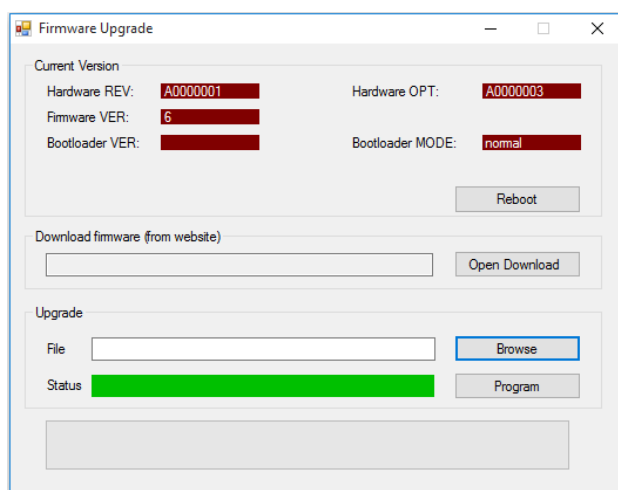 Firmware Upgrade
Current Version
Hardware REV: A0000001 Hardware OPT: A0000003
Firmware VER: 6
Bootloader VER: Bootloader MODE: normal
Reboot
Download firmware (from website)
Open Download
Upgrade
File Browse
Status Program